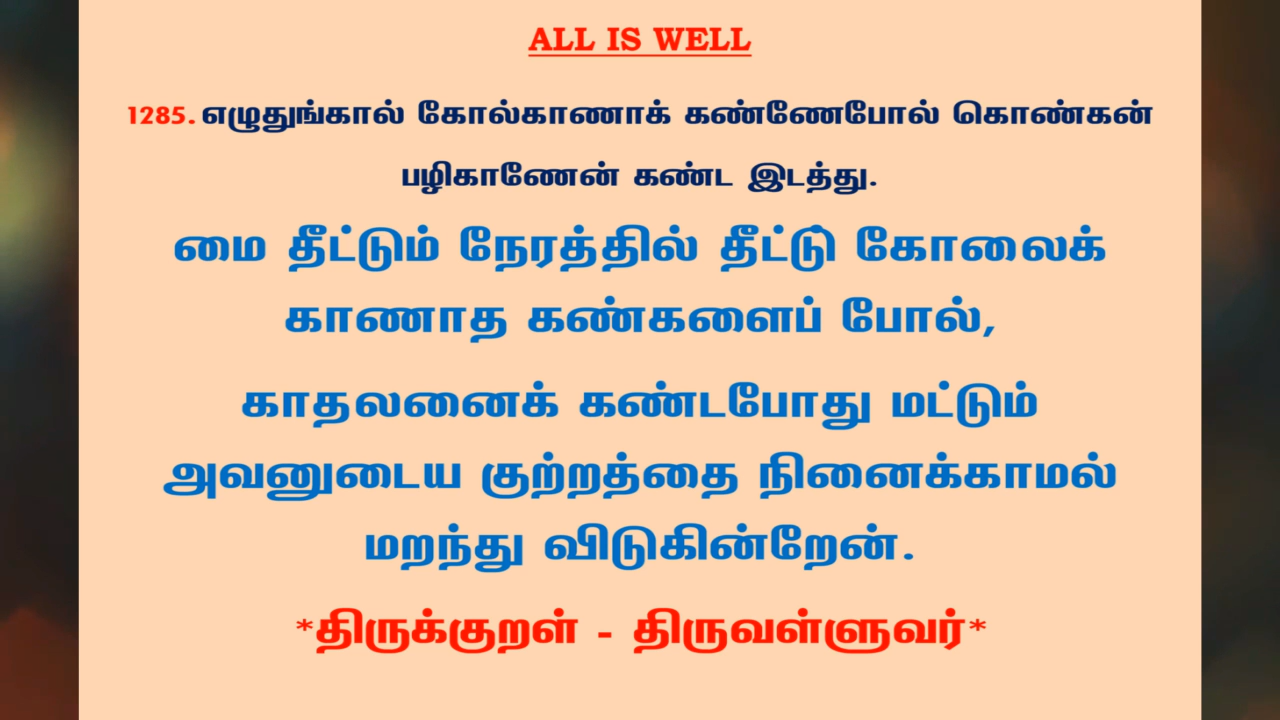 ALL IS WELL
1285. எழுதுங்கால் கோல்காணாக் கண்ணேபோல் கொண்கன்
பழிகாணேன் கண்ட இடத்து.
மை தீட்டும் நேரத்தில் தீட்டு் கோலைக்
காணாத கண்களைப் போல்,
காதலனைக் கண்டபோது மட்டும்
அவனுடைய குற்றத்தை நினைக்காமல்
மறந்து விடுகின்றேன்.
*திருக்குறள் - திருவள்ளுவர்*